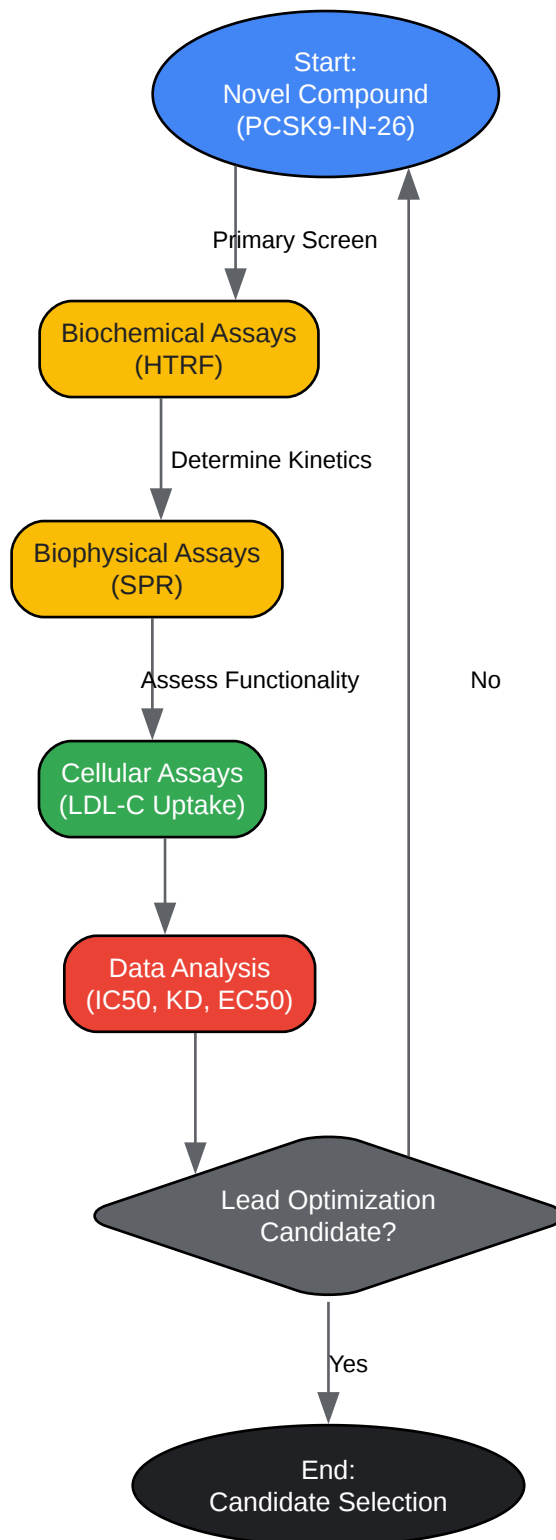 Start:
Novel Compound
(PCSK9-IN-26)
Primary Screen
Biochemical Assays
(HTRF)
Determine Kinetics
Biophysical Assays
(SPR)
Assess Functionality
No
Cellular Assays
(LDL-C Uptake)
Data Analysis
(IC50, KD, EC50)
Lead Optimization
Candidate?
Yes
End:
Candidate Selection